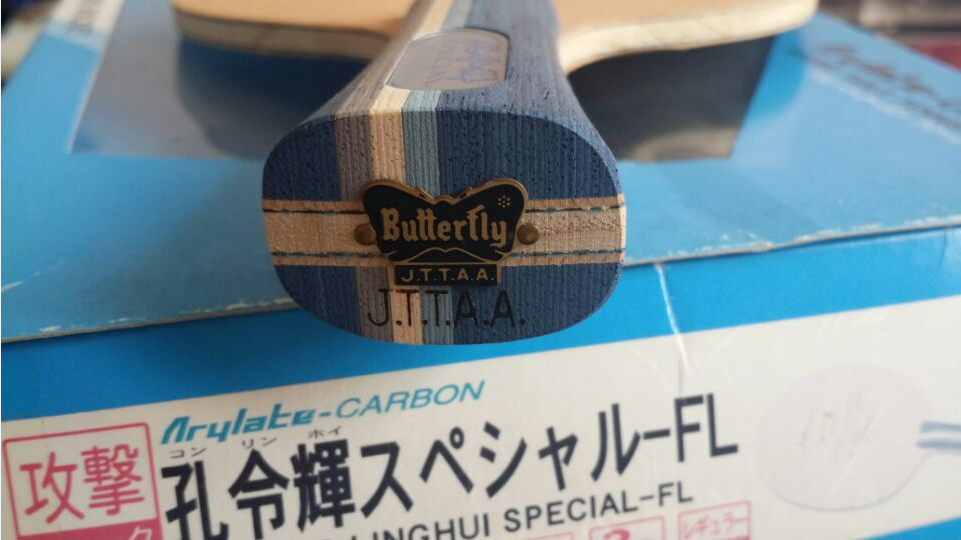 Butterfly
J.T.T.A.A.
J.T.T.A.A.
Arylate-CARBON
コン リン ホイ
攻撃 孔令輝スペシャル-FL
LINGHUI SPECIAL-FL
レギュラー